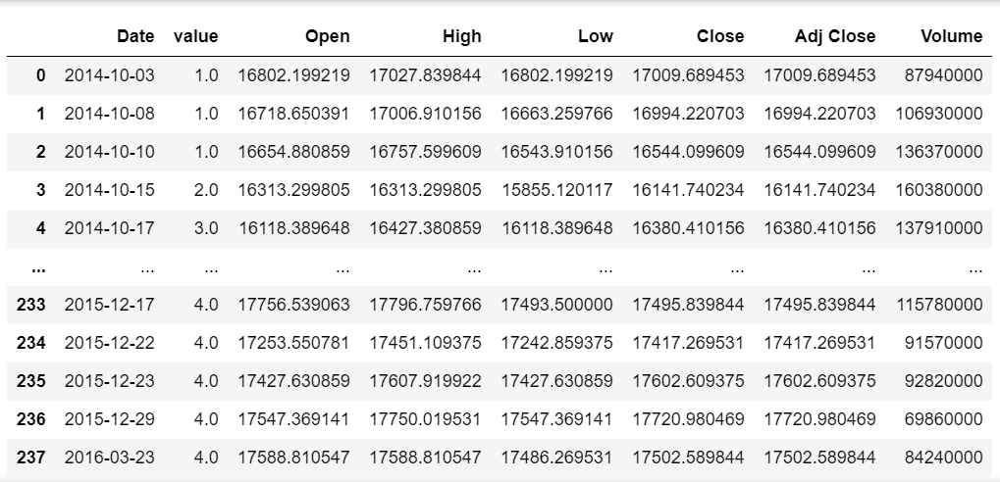 Date value Open High Low Close Adj Close Volume
0 2014-10-03 1.0 16802.199219 17027.839844 16802.199219 17009.689453 17009.689453 87940000
1 2014-10-08 1.0 16718.650391 17006.910156 16663.259766 16994.220703 16994.220703 106930000
2 2014-10-10 1.0 16654.880859 16757.599609 16543.910156 16544.099609 16544.099609 136370000
3 2014-10-15 2.0 16313.299805 16313.299805 15855.120117 16141.740234 16141.740234 160380000
4 2014-10-17 3.0 16118.389648 16427.380859 16118.389648 16380.410156 16380.410156 137910000
... ... ... ... ... ... ... ... ...
233 2015-12-17 4.0 17756.539063 17796.759766 17493.500000 17495.839844 17495.839844 115780000
234 2015-12-22 4.0 17253.550781 17451.109375 17242.859375 17417.269531 17417.269531 91570000
235 2015-12-23 4.0 17427.630859 17607.919922 17427.630859 17602.609375 17602.609375 92820000
236 2015-12-29 4.0 17547.369141 17750.019531 17547.369141 17720.980469 17720.980469 69860000
237 2016-03-23 4.0 17588.810547 17588.810547 17486.269531 17502.589844 17502.589844 84240000